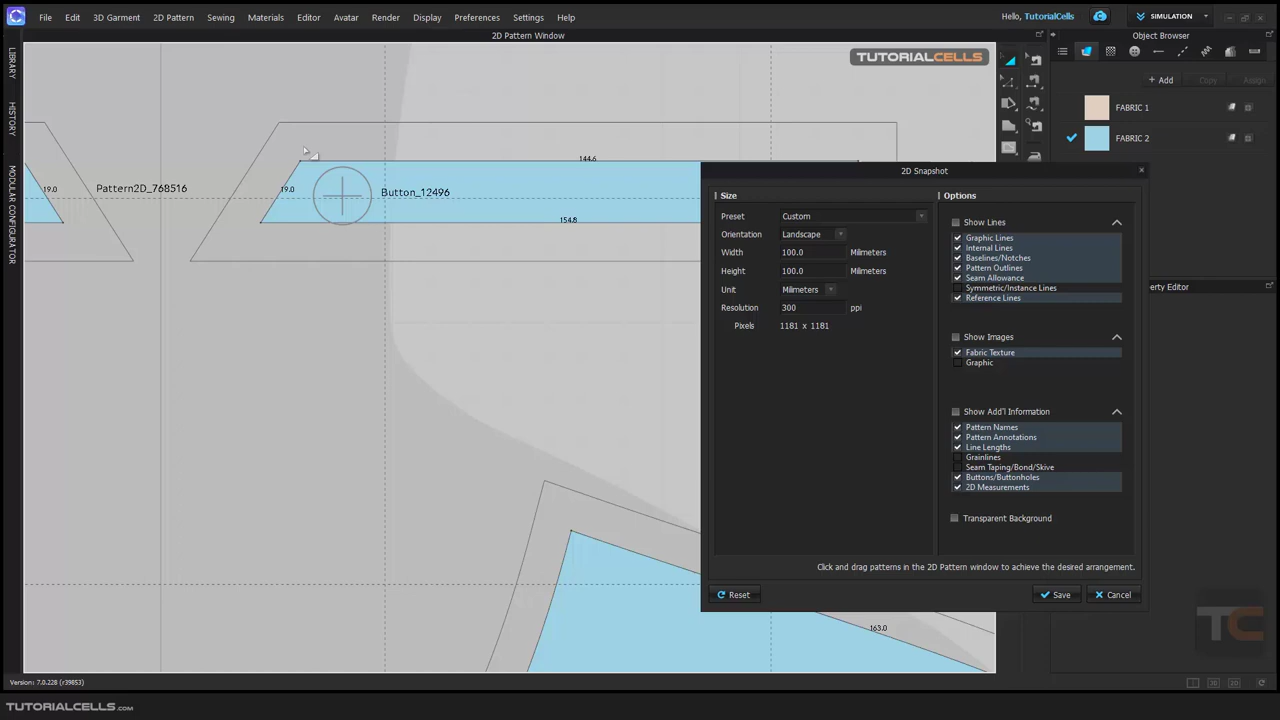 File Edit 3D Garment 2D Pattern Sewing Materials Editor Avatar Render Display Preferences Settings Help
Hello, TutorialCells
SIMULATION
2D Pattern Window
Object Browser
LIBRARY
HISTORY
MODULAR CONFIGURATOR
TUTORIALCELLS
+ Add Copy Assign
FABRIC 1
FABRIC 2
144.6
19.0
Pattern2D_768516
19.0
Button_12496
154.8
163.0
2D Snapshot
Size
Preset Custom
Orientation Landscape
Width 100.0 Milimeters
Height 100.0 Milimeters
Unit Milimeters
Resolution 300 ppi
Pixels 1181 x 1181
Options
Show Lines
Graphic Lines
Internal Lines
Baselines/Notches
Pattern Outlines
Seam Allowance
Symmetric/Instance Lines
Reference Lines
Show Images
Fabric Texture
Graphic
Show Add'l Information
Pattern Names
Pattern Annotations
Line Lengths
Grainlines
Seam Taping/Bond/Skive
Buttons/Buttonholes
2D Measurements
Transparent Background
Click and drag patterns in the 2D Pattern window to achieve the desired arrangement.
Reset Save Cancel
erty Editor
TC
Version: 7.0.228 (r39853)
3D 2D
TUTORIALCELLS.com